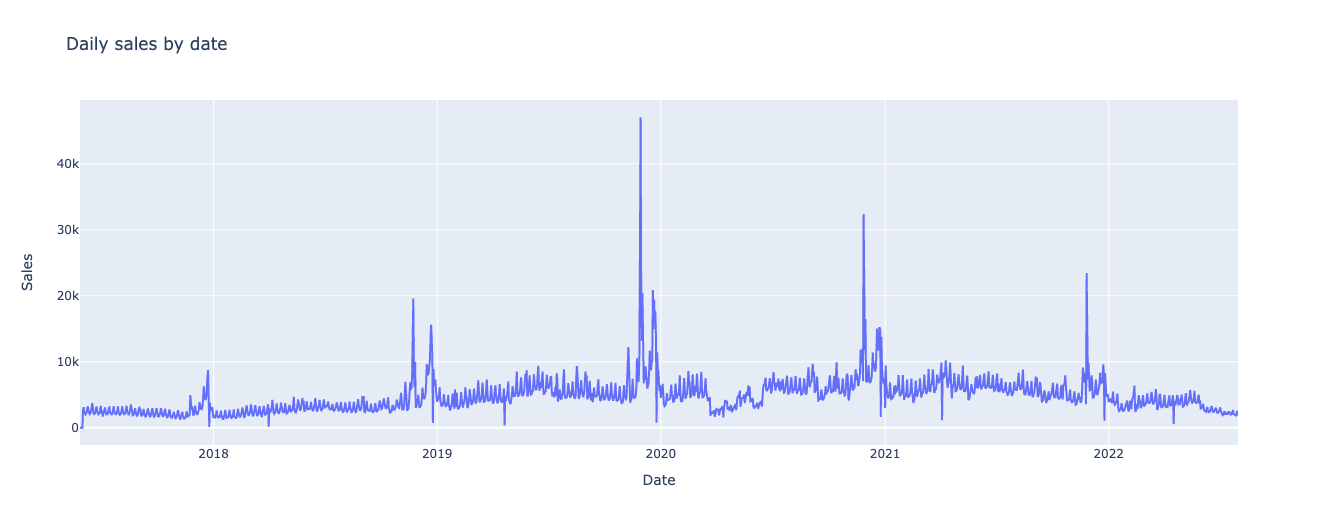 Daily sales by date
40k
30k
20k
10k
0
Sales
2018
2019
2020
2021
2022
Date